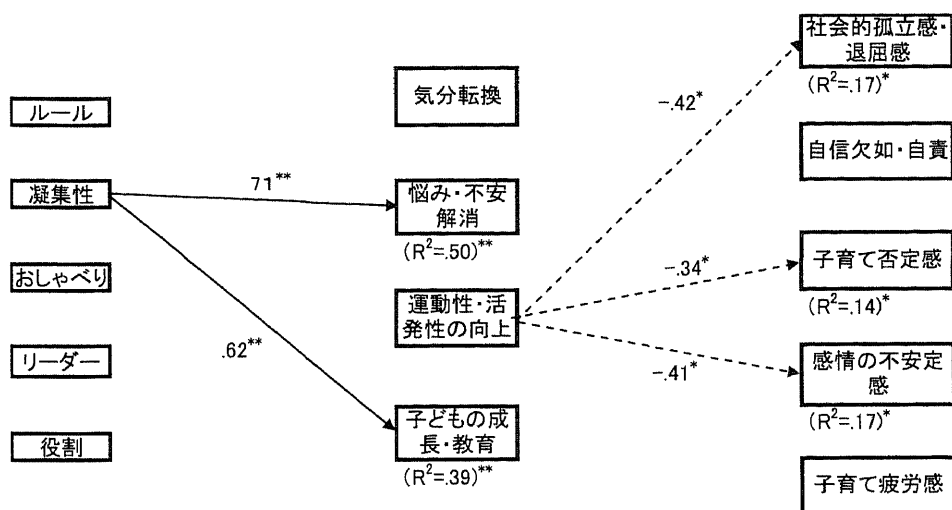 ルール
凝集性
おしゃべり
リーダー
役割
71**
.62**
気分転換
悩み・不安
解消
(R²=.50)**
運動性・活
発性の向上
子どもの成
長・教育
(R²=.39)**
-.42*
-.34*
-.41*
社会的孤立感・
退屈感
(R²=.17)*
自信欠如・自責
子育て否定感
(R²=.14)*
感情の不安定
感
(R²=.17)*
子育て疲労感